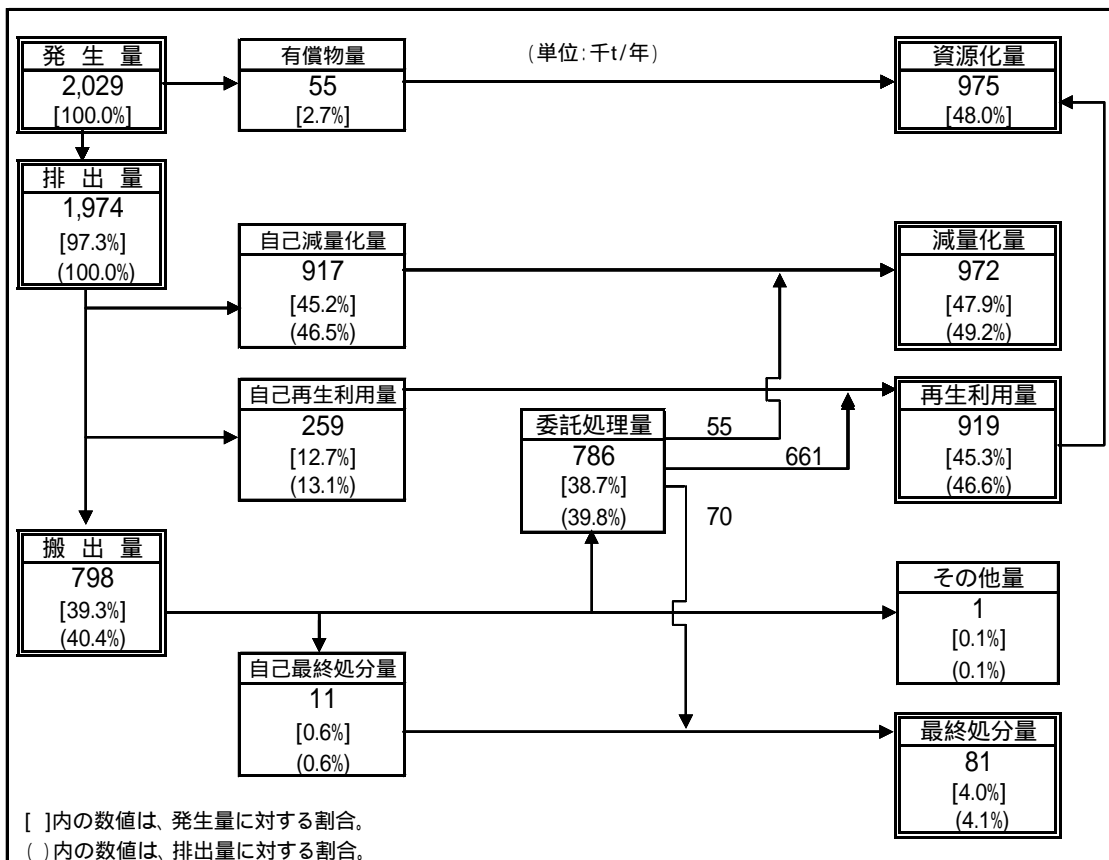 発 生 量
2,029
[100.0%]
有償物量
55
[2.7%]
(単位:千t/年)
資源化量
975
[48.0%]
排 出 量
1,974
[97.3%]
(100.0%)
自己減量化量
917
[45.2%]
(46.5%)
減量化量
972
[47.9%]
(49.2%)
自己再生利用量
259
[12.7%]
(13.1%)
委託処理量
786
[38.7%]
(39.8%)
55
661
70
再生利用量
919
[45.3%]
(46.6%)
搬 出 量
798
[39.3%]
(40.4%)
その他量
1
[0.1%]
(0.1%)
自己最終処分量
11
[0.6%]
(0.6%)
最終処分量
81
[4.0%]
(4.1%)
[ ]内の数値は、発生量に対する割合。
( )内の数値は、排出量に対する割合。